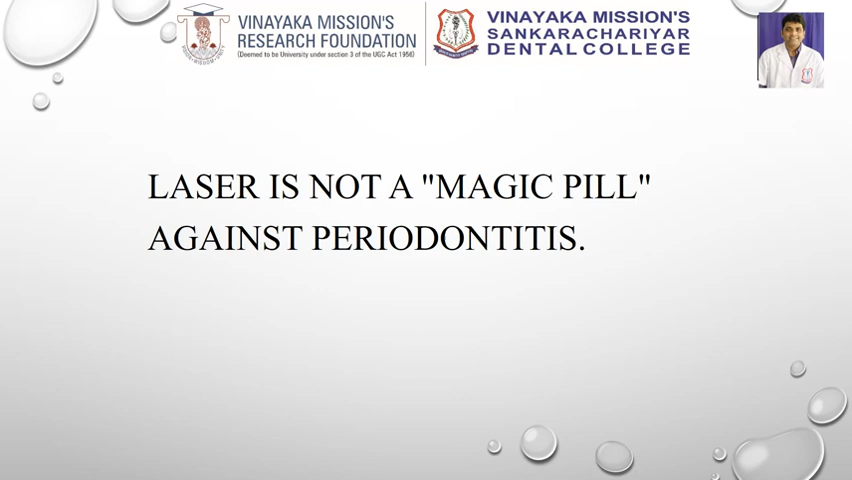 VINAYAKA MISSION'S
RESEARCH FOUNDATION
(Deemed to be University under section 3 of the UGC Act 1956)
VINAYAKA MISSION'S
SANKARACHARIYAR
DENTAL COLLEGE
LASER IS NOT A "MAGIC PILL"
AGAINST PERIODONTITIS.